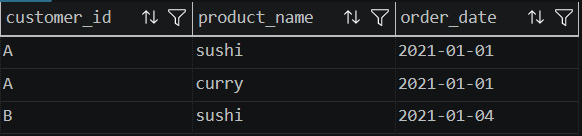 customer_id product_name order_date
A sushi 2021-01-01
A curry 2021-01-01
B sushi 2021-01-04